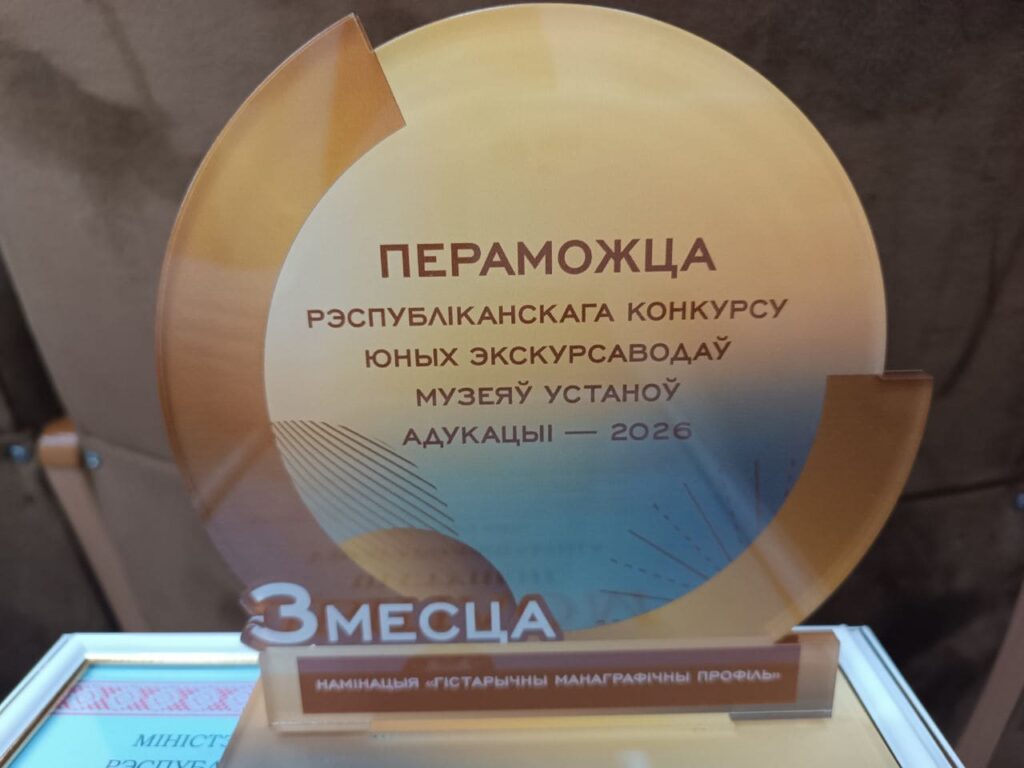 ПЕРАМОЖЦА
РЭСПУБЛІКАНСКАГА КОНКУРСУ
ЮНЫХ ЭКСКУРСАВОДАЎ
МУЗЕЯЎ УСТАНОЎ
АДУКАЦЫІ — 2026
3 МЕСЦА
НАМІНАЦЫЯ «ГІСТАРЫЧНЫ МАНАГРАФІЧНЫ ПРОФІЛЬ»